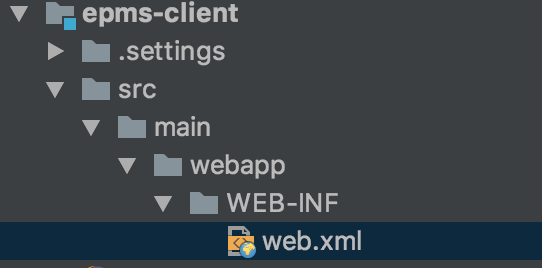 epms-client
.settings
src
main
webapp
WEB-INF
web.xml